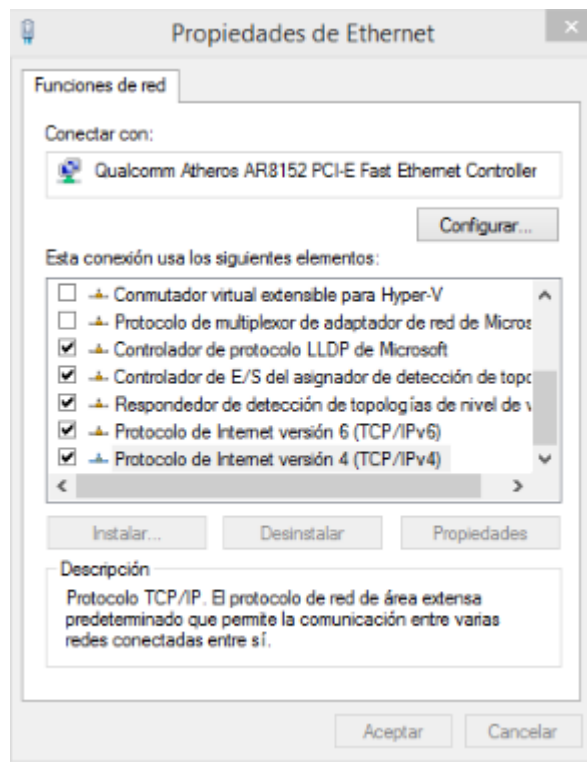 Propiedades de Ethernet
Funciones de red
Conectar con:
Qualcomm Atheros AR8152 PCI-E Fast Ethernet Controller
Configurar...
Esta conexión usa los siguientes elementos:
Conmutador virtual extensible para Hyper-V
Protocolo de multiplexor de adaptador de red de Micros
Controlador de protocolo LLDP de Microsoft
Controlador de E/S del asignador de detección de topo
Respondedor de detección de topologías de nivel de v
Protocolo de Internet versión 6 (TCP/IPv6)
Protocolo de Internet versión 4 (TCP/IPv4)
Instalar... Desinstalar Propiedades
Descripción
Protocolo TCP/IP. El protocolo de red de área extensa
predeterminado que permite la comunicación entre varias
redes conectadas entre sí.
Aceptar Cancelar